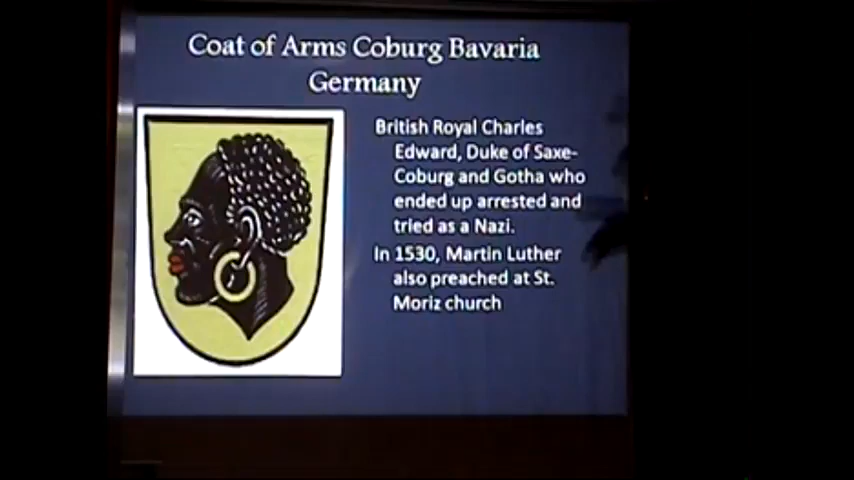 Coat of Arms Coburg Bavaria
Germany
British Royal Charles
Edward, Duke of Saxe-
Coburg and Gotha who
ended up arrested and
tried as a Nazi.
In 1530, Martin Luther
also preached at St.
Moriz church